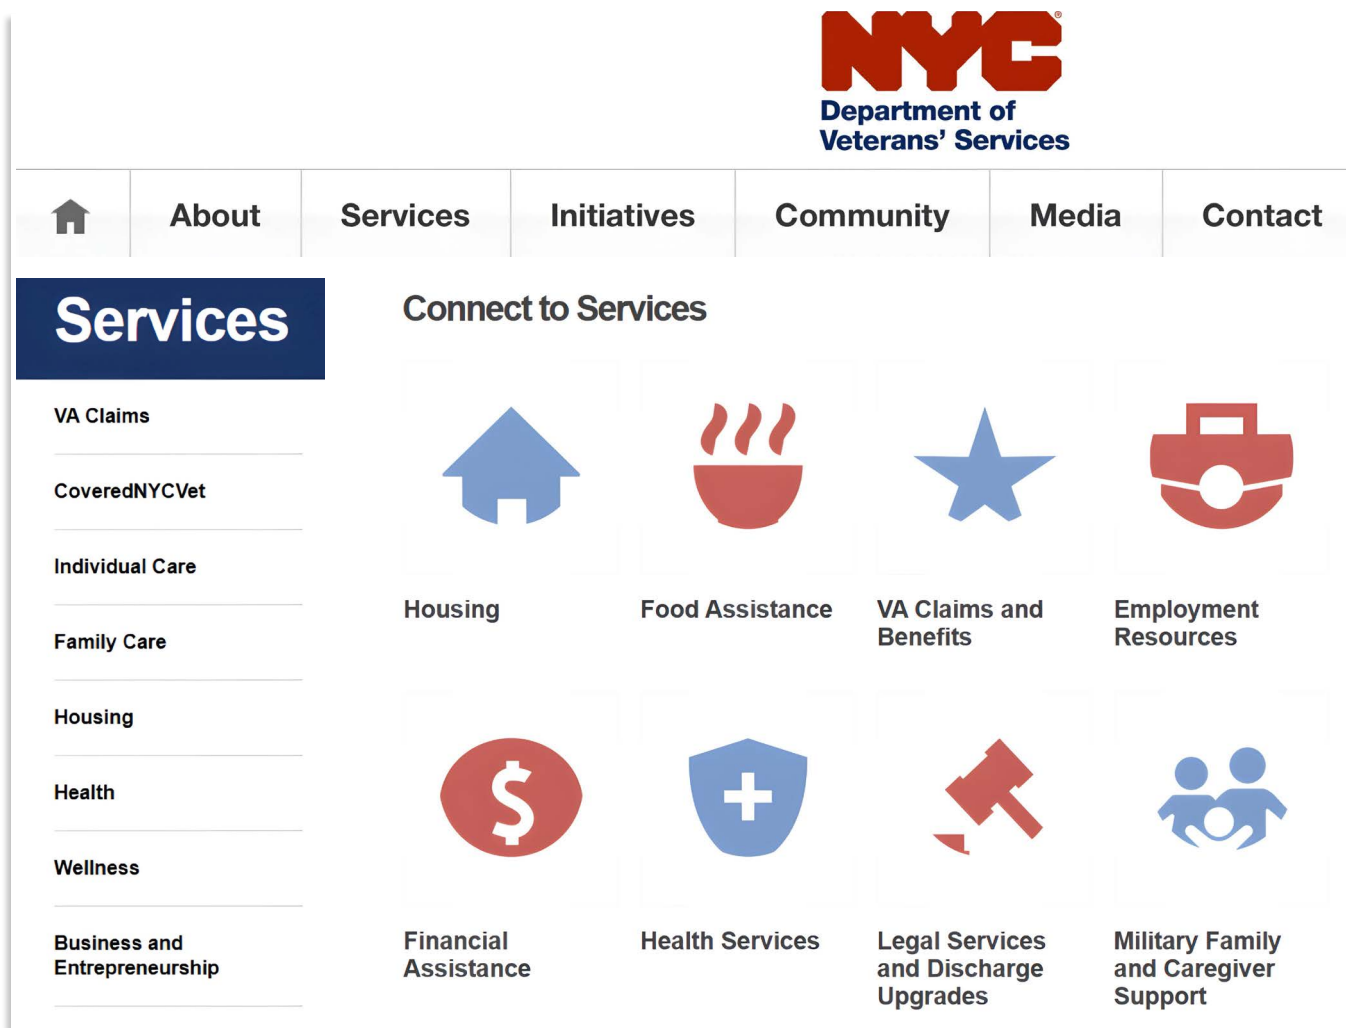 NYC®
Department of
Veterans' Services
About
Services
Initiatives
Community
Media
Contact
Services
VA Claims
CoveredNYCVet
Individual Care
Family Care
Housing
Health
Wellness
Business and
Entrepreneurship
Connect to Services
Housing
Food Assistance
VA Claims and
Benefits
Employment
Resources
$
Financial
Assistance
Health Services
Legal Services
and Discharge
Upgrades
Military Family
and Caregiver
Support